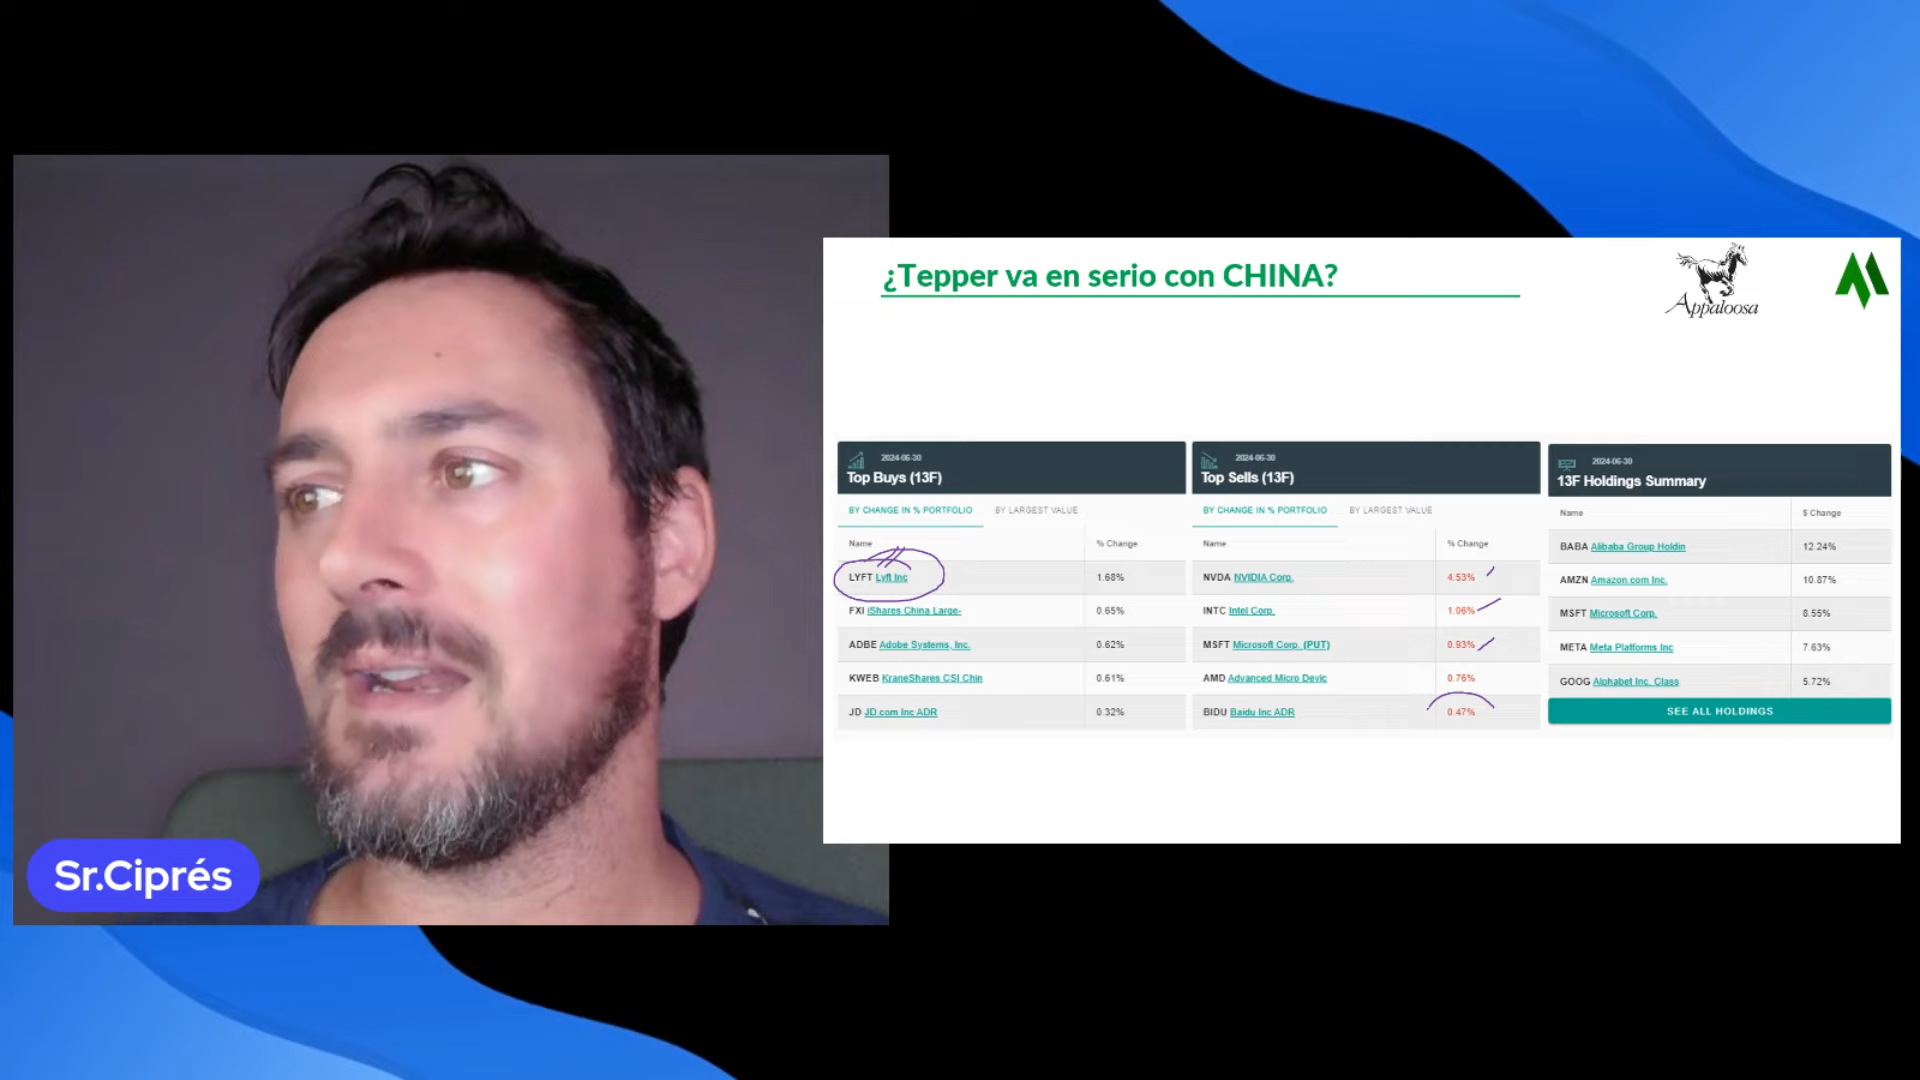 ¿Tepper va en serio con CHINA?
Appaloosa
2024-06-30
Top Buys (13F)
BY CHANGE IN % PORTFOLIO BY LARGEST VALUE
Name % Change
LYFT Lyft Inc 1.68%
FXI iShares China Large- 0.65%
ADBE Adobe Systems, Inc. 0.62%
KWEB KraneShares CSI Chin 0.61%
JD JD.com Inc ADR 0.32%
2024-06-30
Top Sells (13F)
BY CHANGE IN % PORTFOLIO BY LARGEST VALUE
Name % Change
NVDA NVIDIA Corp. 4.53%
INTC Intel Corp. 1.06%
MSFT Microsoft Corp. (PUT) 0.93%
AMD Advanced Micro Devic 0.76%
BIDU Baidu Inc ADR 0.47%
2024-06-30
13F Holdings Summary
Name $ Change
BABA Alibaba Group Holdin 12.24%
AMZN Amazon.com Inc. 10.87%
MSFT Microsoft Corp. 8.55%
META Meta Platforms Inc 7.63%
GOOG Alphabet Inc. Class 5.72%
SEE ALL HOLDINGS
Sr.Ciprés